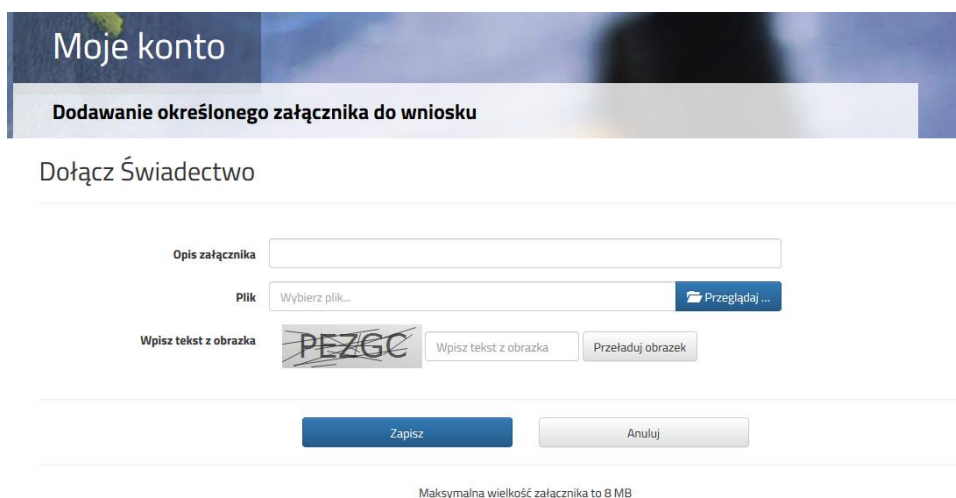 Moje konto
Dodawanie określonego załącznika do wniosku
Dołącz Świadectwo
Opis załącznika
Plik Wybierz plik... Przeglądaj ...
Wpisz tekst z obrazka PEZGC Wpisz tekst z obrazka Przeładuj obrazek
Zapisz Anuluj
Maksymalna wielkość załącznika to 8 MB